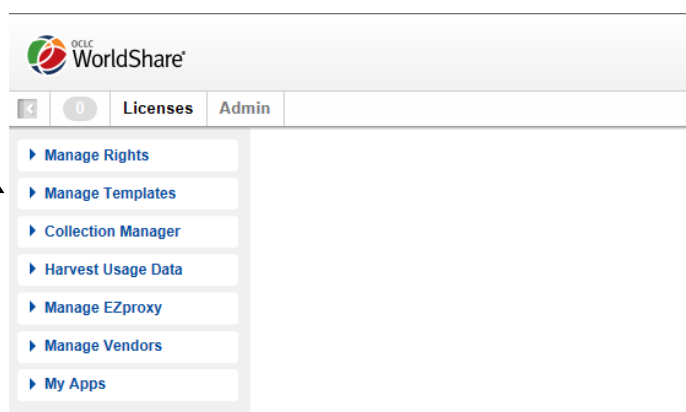 OCLC
WorldShare®
0 Licenses Admin
Manage Rights
Manage Templates
Collection Manager
Harvest Usage Data
Manage EZproxy
Manage Vendors
My Apps